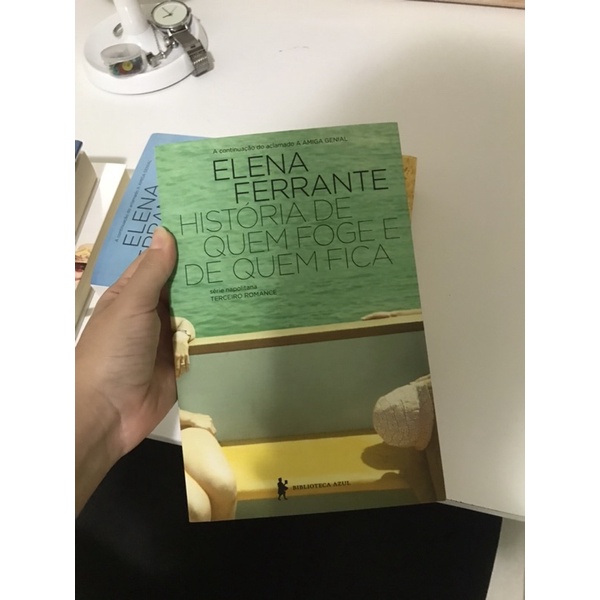 A continuação do aclamado A AMIGA GENIAL
ELENA
FERRANTE
HISTÓRIA DE
QUEM FOGE E
DE QUEM FICA
série napolitana
TERCEIRO ROMANCE
BIBLIOTECA AZUL
ELENA